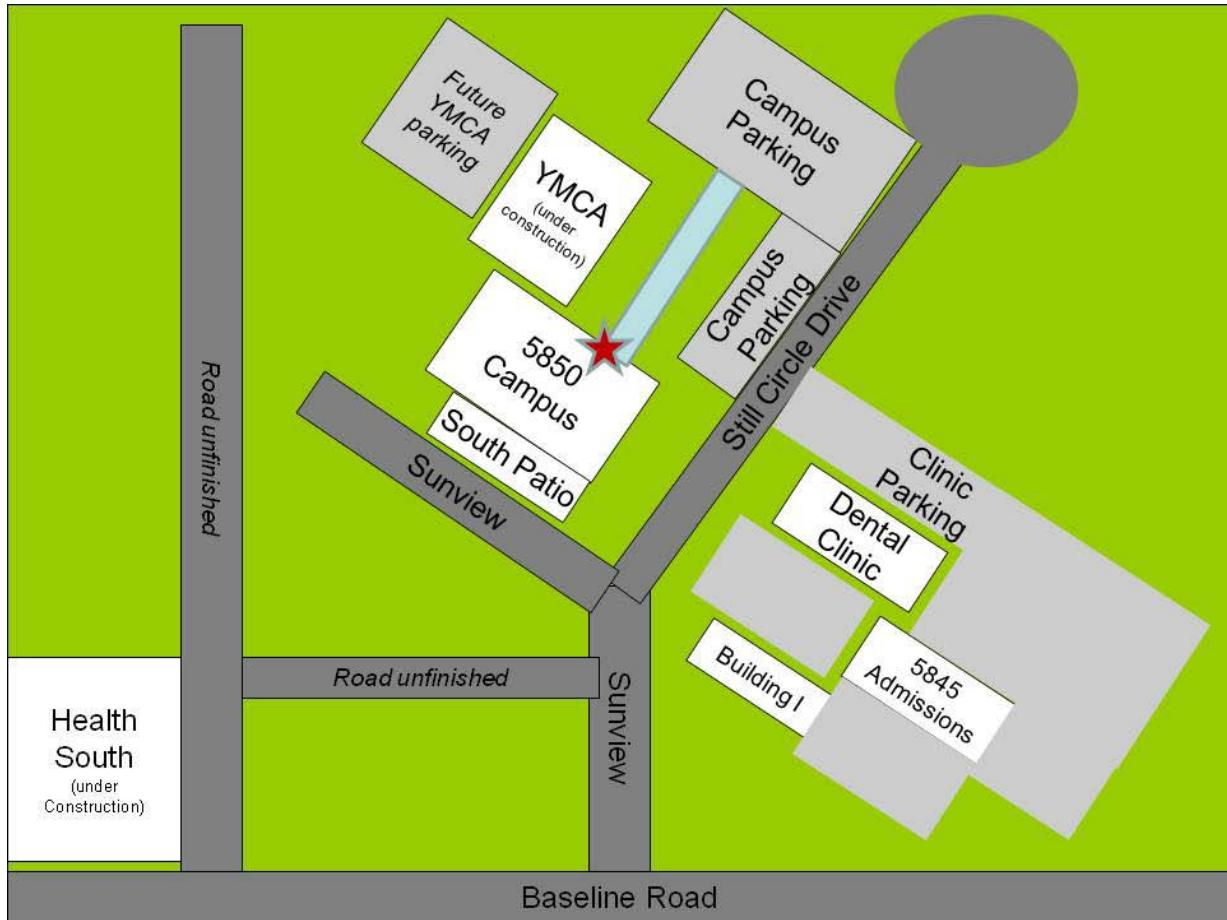 Future
YMCA
parking
YMCA
(under
construction)
Campus
Parking
Campus
Parking
5850
Campus
South Patio
Sunview
Still Circle Drive
Road unfinished
Clinic
Parking
Dental
Clinic
5845
Admissions
Building I
Road unfinished
Sunview
Health
South
(under
Construction)
Baseline Road